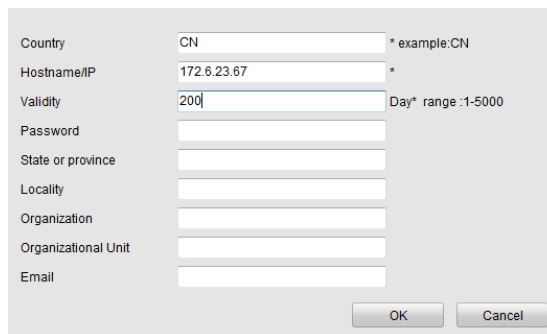 Country CN * example:CN
Hostname/IP 172.6.23.67 *
Validity 200 Day* range :1-5000
Password
State or province
Locality
Organization
Organizational Unit
Email
OK Cancel